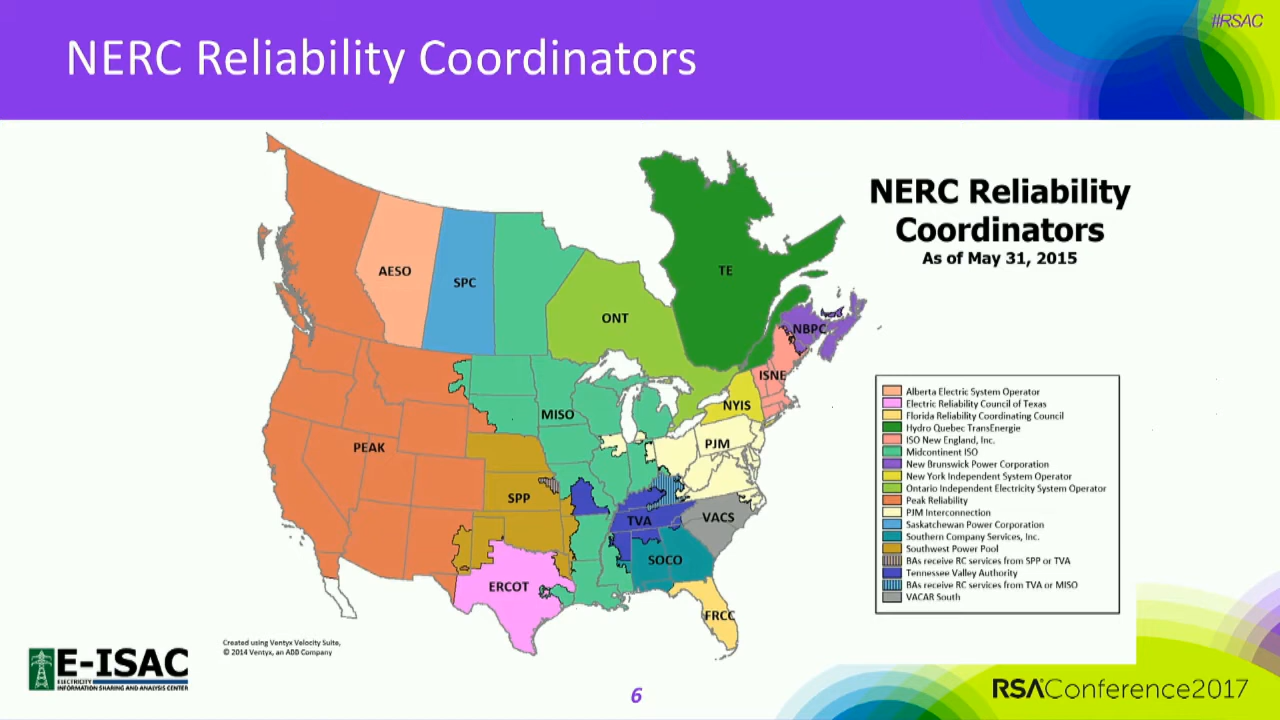 #RSAC
NERC Reliability Coordinators
NERC Reliability
Coordinators
As of May 31, 2015
AESO
SPC
ONT
TE
NBPC
ISNE
NYIS
MISO
PJM
PEAK
SPP
TVA
VACS
SOCO
ERCOT
FRCC
Alberta Electric System Operator
Electric Reliability Council of Texas
Florida Reliability Coordinating Council
Hydro Quebec TransEnergie
ISO New England, Inc.
Midcontinent ISO
New Brunswick Power Corporation
New York Independent System Operator
Ontario Independent Electricity System Operator
Peak Reliability
PJM Interconnection
Saskatchewan Power Corporation
Southern Company Services, Inc.
Southwest Power Pool
BAs receive RC services from SPP or TVA
Tennessee Valley Authority
BAs receive RC services from TVA or MISO
VACAR South
Created using Ventyx Velocity Suite,
© 2014 Ventyx, an ABB Company
E-ISAC
ELECTRICITY
INFORMATION SHARING AND ANALYSIS CENTER
6
RSAConference2017